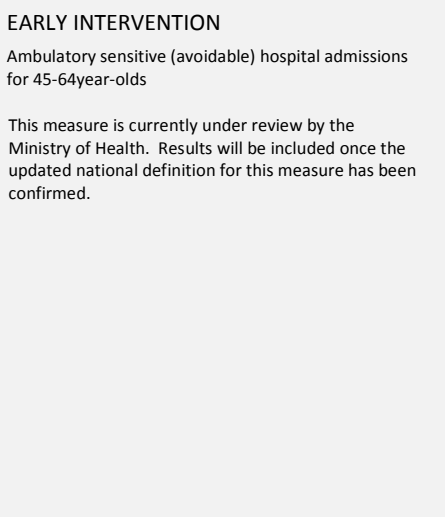 EARLY INTERVENTION
Ambulatory sensitive (avoidable) hospital admissions
for 45-64year-olds
This measure is currently under review by the
Ministry of Health.  Results will be included once the
updated national definition for this measure has been
confirmed.